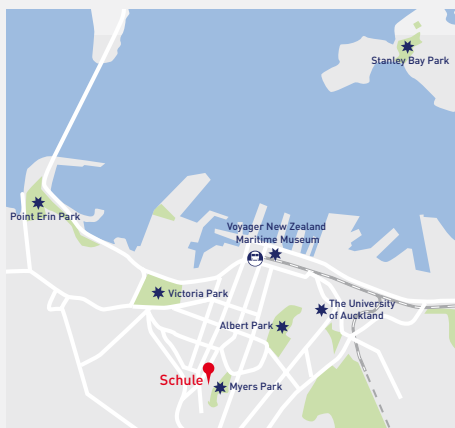 Stanley Bay Park
Point Erin Park
Voyager New Zealand
Maritime Museum
Victoria Park
The University
of Auckland
Albert Park
Schule
Myers Park